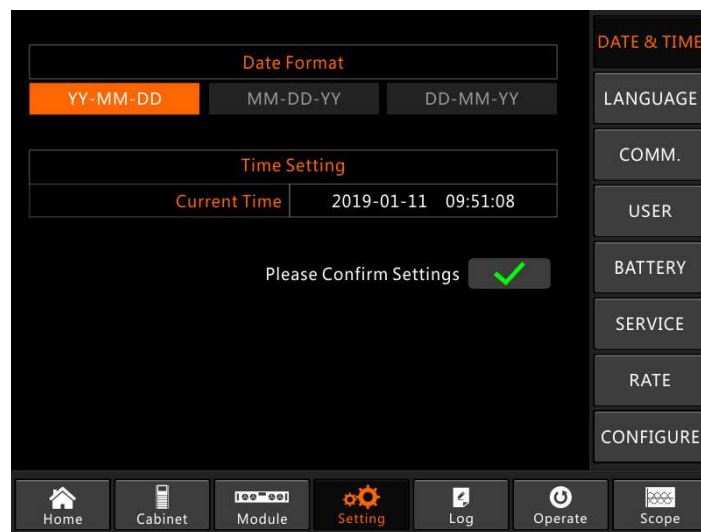 DATE & TIME
Date Format
YY-MM-DD MM-DD-YY DD-MM-YY
LANGUAGE
Time Setting
COMM.
Current Time 2019-01-11 09:51:08
USER
Please Confirm Settings
BATTERY
SERVICE
RATE
CONFIGURE
Home Cabinet Module Setting Log Operate Scope